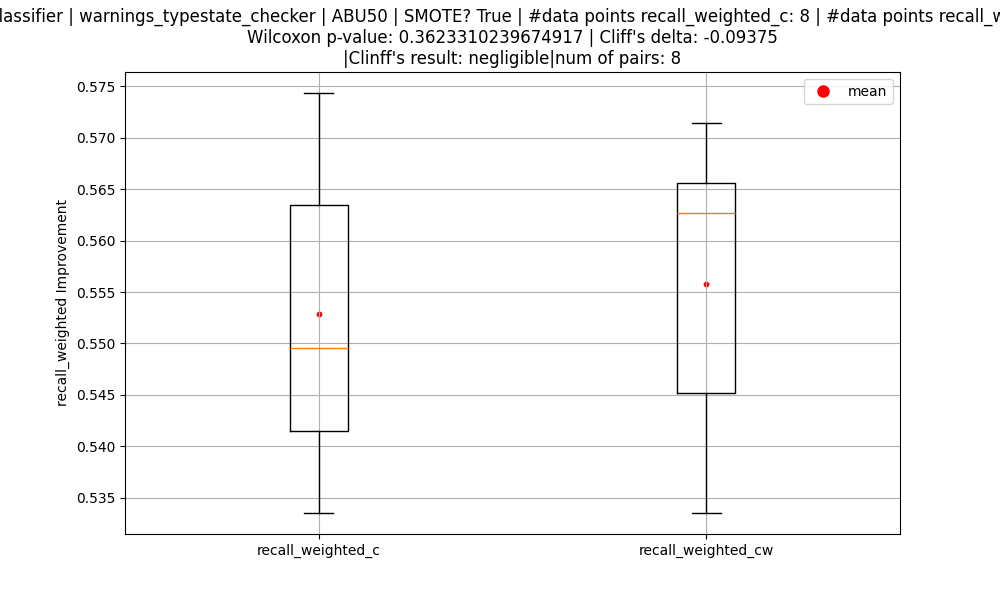 lassifier | warnings_typestate_checker | ABU50 | SMOTE? True | #data points recall_weighted_c: 8 | #data points recall_w
Wilcoxon p-value: 0.3623310239674917 | Cliff's delta: -0.09375
|Clinff's result: negligible|num of pairs: 8
mean
0.575
0.570
0.565
0.560
0.555
0.550
0.545
0.540
0.535
recall_weighted Improvement
recall_weighted_c
recall_weighted_cw